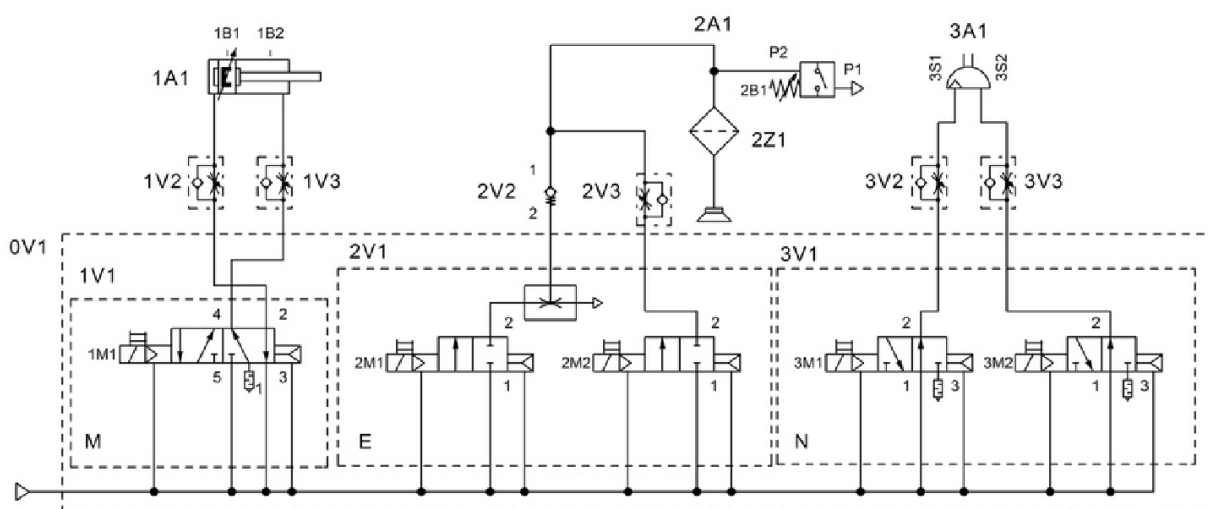 2A1
1B1 1B2
3A1
P2 P1
1A1
3S1 3S2
2B1
2Z1
1V2 1V3
1
2V2
2
2V3
3V2 3V3
0V1
2V1
3V1
1V1
4 2
2 2
2 2
1M1
2M1
2M2
3M1
3M2
5 1 3
1 1
1 3
1 3
M
E
N